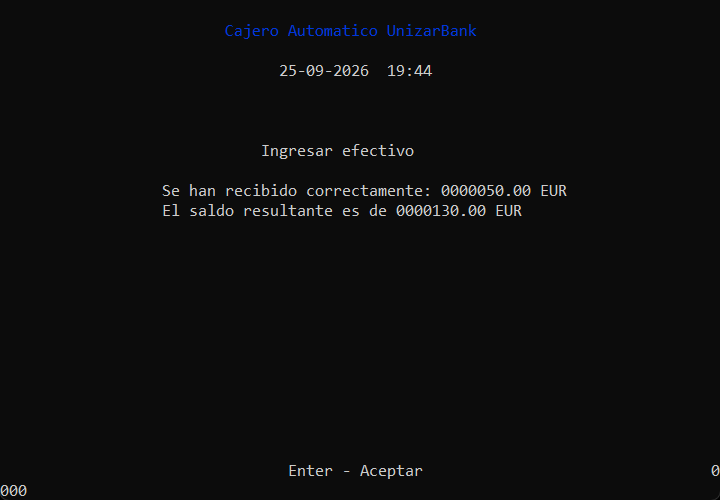 Cajero Automatico UnizarBank
25-09-2026 19:44
Ingresar efectivo
Se han recibido correctamente: 0000050.00 EUR
El saldo resultante es de 0000130.00 EUR
Enter - Aceptar 0
000